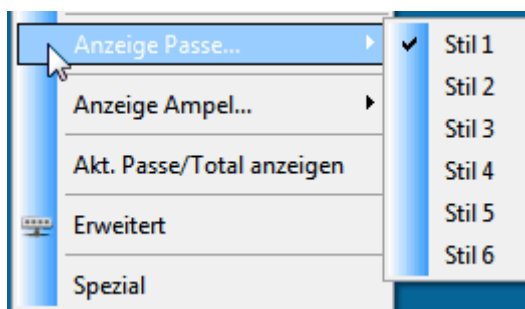 Anzeige Passe...
Anzeige Ampel...
Akt. Passe/Total anzeigen
Erweitert
Spezial
Stil 1
Stil 2
Stil 3
Stil 4
Stil 5
Stil 6